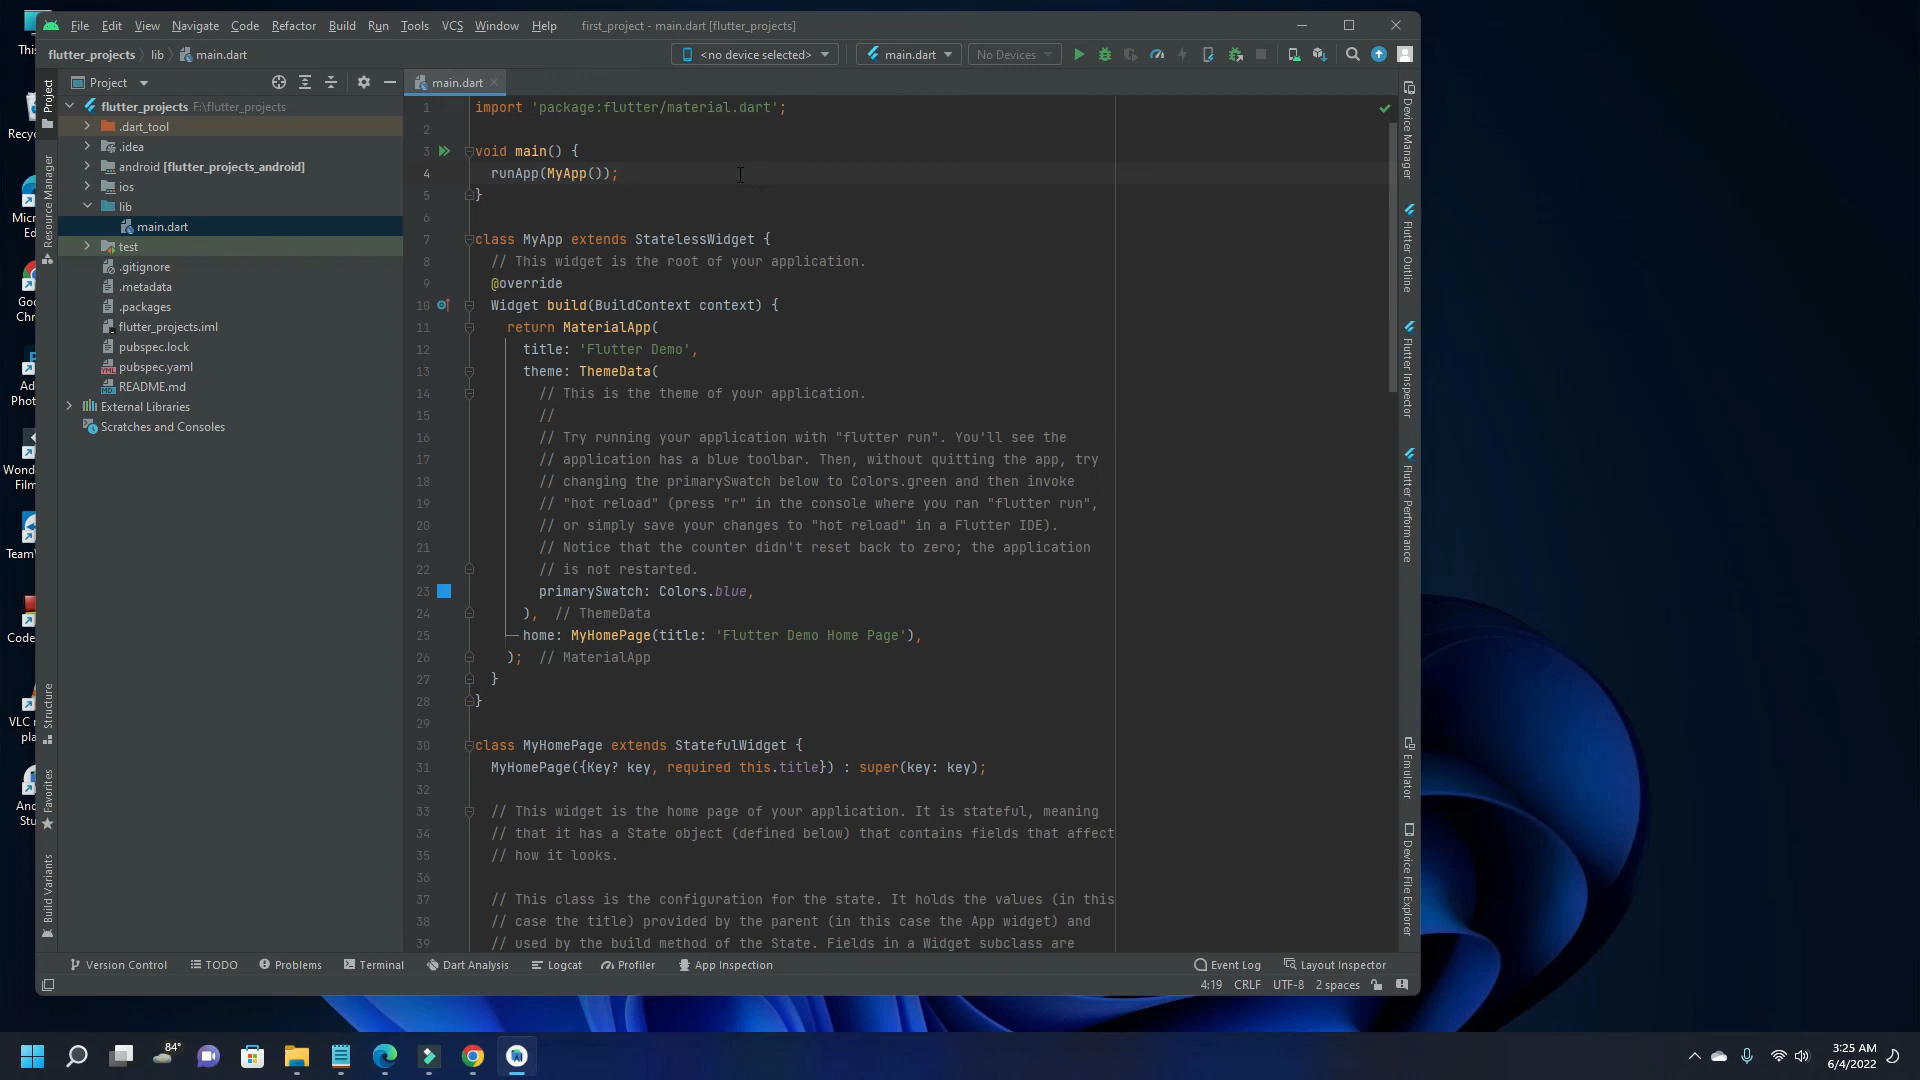 File Edit View Navigate Code Refactor Build Run Tools VCS Window Help first_project - main.dart [flutter_projects]
flutter_projects lib main.dart <no device selected> main.dart No Devices
Project
main.dart
flutter_projects F:\flutter_projects
.dart_tool
.idea
android [flutter_projects_android]
ios
lib
main.dart
test
.gitignore
.metadata
.packages
flutter_projects.iml
pubspec.lock
pubspec.yaml
README.md
External Libraries
Scratches and Consoles
1 import 'package:flutter/material.dart';
2
3 void main() {
4 runApp(MyApp());
5 }
6
7 class MyApp extends StatelessWidget {
8 // This widget is the root of your application.
9 @override
10 Widget build(BuildContext context) {
11 return MaterialApp(
12 title: 'Flutter Demo',
13 theme: ThemeData(
14 // This is the theme of your application.
15 //
16 // Try running your application with "flutter run". You'll see the
17 // application has a blue toolbar. Then, without quitting the app, try
18 // changing the primarySwatch below to Colors.green and then invoke
19 // "hot reload" (press "r" in the console where you ran "flutter run",
20 // or simply save your changes to "hot reload" in a Flutter IDE).
21 // Notice that the counter didn't reset back to zero; the application
22 // is not restarted.
23 primarySwatch: Colors.blue,
24 ), // ThemeData
25 home: MyHomePage(title: 'Flutter Demo Home Page'),
26 ); // MaterialApp
27 }
28 }
29
30 class MyHomePage extends StatefulWidget {
31 MyHomePage({Key? key, required this.title}) : super(key: key);
32
33 // This widget is the home page of your application. It is stateful, meaning
34 // that it has a State object (defined below) that contains fields that affect
35 // how it looks.
36
37 // This class is the configuration for the state. It holds the values (in this
38 // case the title) provided by the parent (in this case the App widget) and
39 // used by the build method of the State. Fields in a Widget subclass are
Project
Resource Manager
Structure
Favorites
Build Variants
Device Manager
Flutter Outline
Flutter Inspector
Flutter Performance
Emulator
Device File Explorer
Version Control TODO Problems Terminal Dart Analysis Logcat Profiler App Inspection Event Log Layout Inspector
4:19 CRLF UTF-8 2 spaces
This
Recyc
Micr
Ed
Goo
Chr
Ad
Phot
Wond
Film
TeamV
Code
VLC m
pla
And
Stu
84°
3:25 AM
6/4/2022